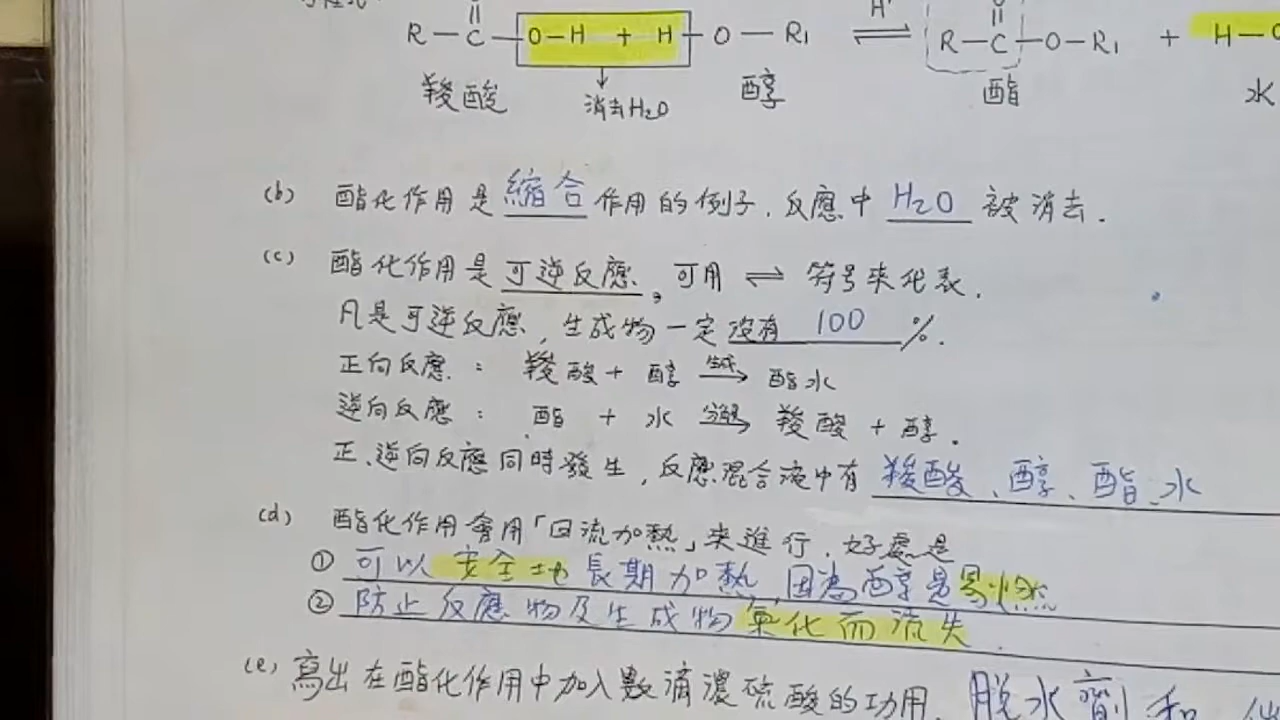 R－C－O－H + H－O－R₁ ⇌ R－C－O－R₁ + H－O
羧酸 消去H₂O 醇 酯 水
(b) 酯化作用是縮合作用的例子，反應中 H₂O 被消去.
(c) 酯化作用是可逆反應，可用 ⇌ 符号來代表.
凡是可逆反應，生成物一定没有 100 %.
正向反應： 羧酸 + 醇 生成→ 酯水
逆向反應： 酯 + 水 分解→ 羧酸 + 醇.
正、逆向反應同時發生，反應混合液中有 羧酸、醇、酯、水
(d) 酯化作用會用「回流加熱」來進行，好處是
① 可以安全地長期加熱，因為醇是易燃
② 防止反應物及生成物氣化而流失.
(e) 寫出在酯化作用中加入數滴濃硫酸的功用. 脱水劑和